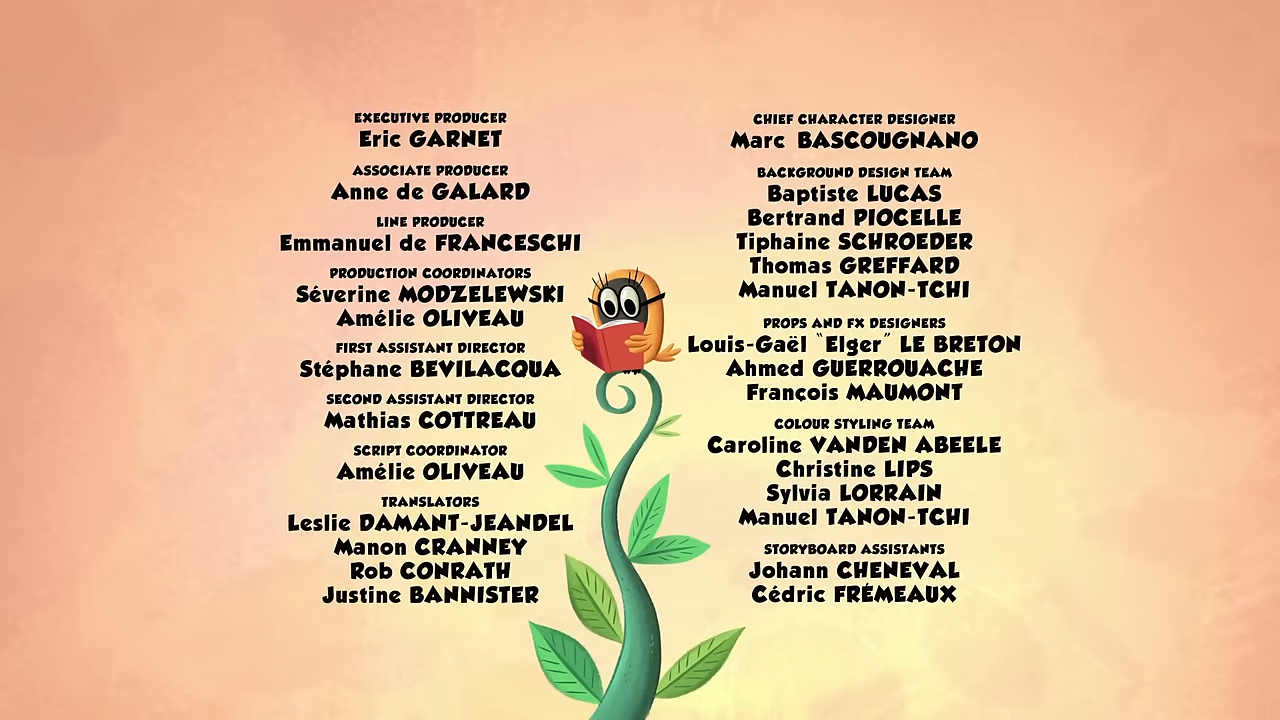 EXECUTIVE PRODUCER
Eric GARNET
ASSOCIATE PRODUCER
Anne de GALARD
LINE PRODUCER
Emmanuel de FRANCESCHI
PRODUCTION COORDINATORS
Séverine MODZELEWSKI
Amélie OLIVEAU
FIRST ASSISTANT DIRECTOR
Stéphane BEVILACQUA
SECOND ASSISTANT DIRECTOR
Mathias COTTREAU
SCRIPT COORDINATOR
Amélie OLIVEAU
TRANSLATORS
Leslie DAMANT-JEANDEL
Manon CRANNEY
Rob CONRATH
Justine BANNISTER
CHIEF CHARACTER DESIGNER
Marc BASCOUGNANO
BACKGROUND DESIGN TEAM
Baptiste LUCAS
Bertrand PIOCELLE
Tiphaine SCHROEDER
Thomas GREFFARD
Manuel TANON-TCHI
PROPS AND FX DESIGNERS
Louis-Gaël "Elger" LE BRETON
Ahmed GUERROUACHE
François MAUMONT
COLOUR STYLING TEAM
Caroline VANDEN ABEELE
Christine LIPS
Sylvia LORRAIN
Manuel TANON-TCHI
STORYBOARD ASSISTANTS
Johann CHENEVAL
Cédric FRÉMEAUX